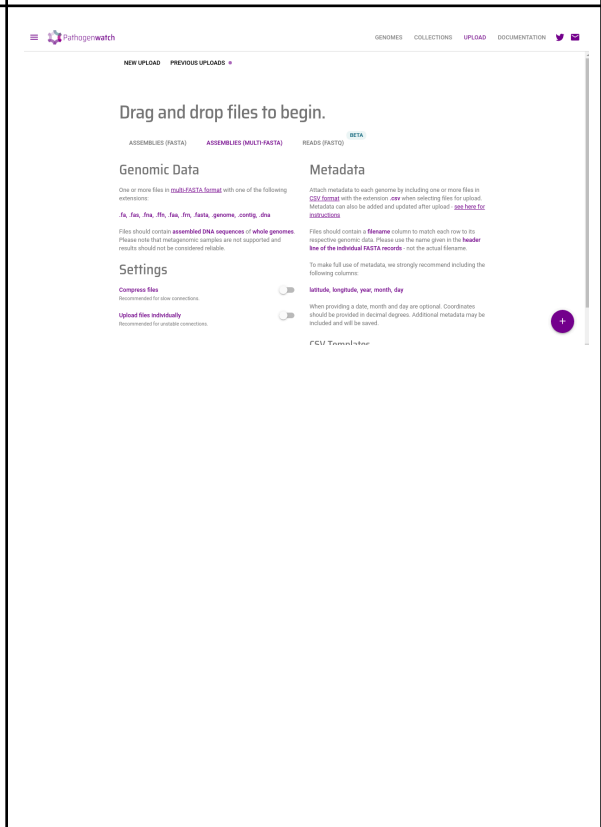 Pathogenwatch
GENOMES COLLECTIONS UPLOAD DOCUMENTATION
NEW UPLOAD PREVIOUS UPLOADS
Drag and drop files to begin.
ASSEMBLIES (FASTA) ASSEMBLIES (MULTI-FASTA) READS (FASTQ) BETA
Genomic Data
One or more files in multi-FASTA format with one of the following
extensions:
.fa, .fas, .fna, .ffn, .faa, .frn, .fasta, .genome, .contig, .dna
Files should contain assembled DNA sequences of whole genomes.
Please note that metagenomic samples are not supported and
results should not be considered reliable.
Settings
Compress files
Recommended for slow connections.
Upload files individually
Recommended for unstable connections.
Metadata
Attach metadata to each genome by including one or more files in
CSV format with the extension .csv when selecting files for upload.
Metadata can also be added and updated after upload - see here for
instructions
Files should contain a filename column to match each row to its
respective genomic data. Please use the name given in the header
line of the individual FASTA records - not the actual filename.
To make full use of metadata, we strongly recommend including the
following columns:
latitude, longitude, year, month, day
When providing a date, month and day are optional. Coordinates
should be provided in decimal degrees. Additional metadata may be
included and will be saved.
CSV Templates
+